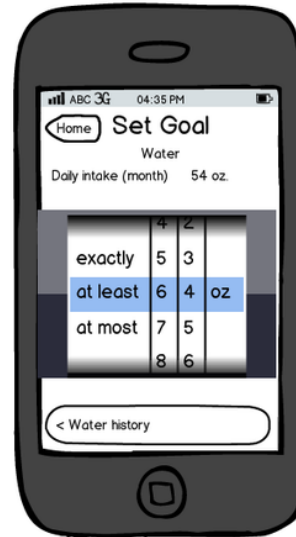 ABC 3G 04:35 PM
Home Set Goal
Water
Daily intake (month) 54 oz.
4 2
exactly 5 3
at least 6 4 oz
at most 7 5
8 6
< Water history